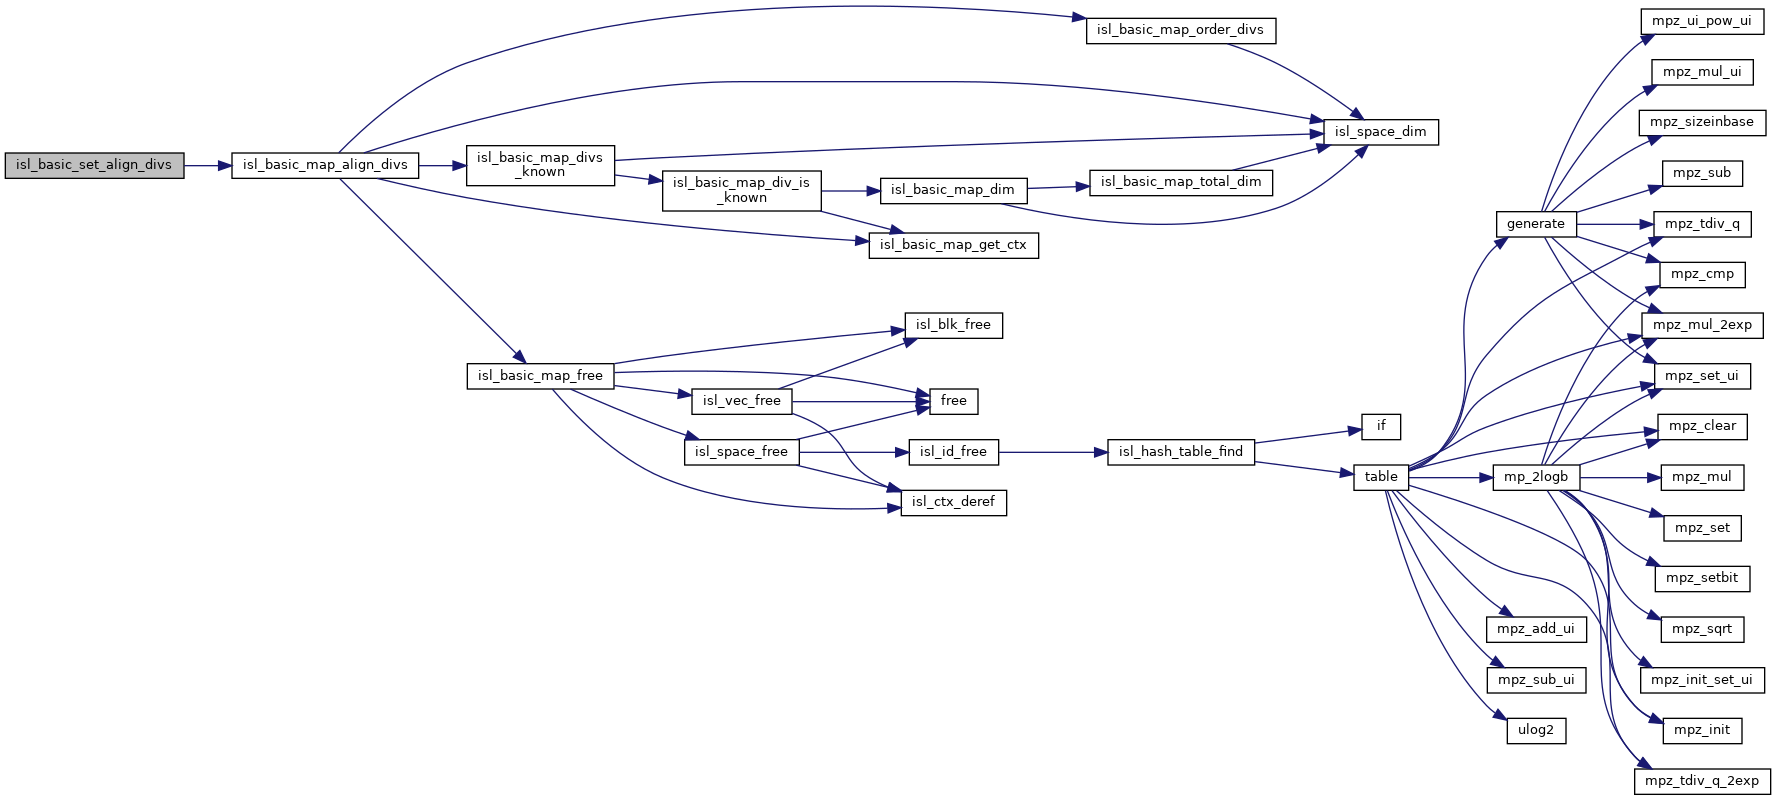 isl_basic_set_align_divs
isl_basic_map_align_divs
isl_basic_map_order_divs
isl_space_dim
isl_basic_map_divs
_known
isl_basic_map_div_is
_known
isl_basic_map_dim
isl_basic_map_total_dim
isl_basic_map_get_ctx
isl_basic_map_free
isl_blk_free
isl_vec_free
free
isl_space_free
isl_id_free
isl_ctx_deref
isl_hash_table_find
if
table
generate
mp_2logb
mpz_add_ui
mpz_sub_ui
ulog2
mpz_ui_pow_ui
mpz_mul_ui
mpz_sizeinbase
mpz_sub
mpz_tdiv_q
mpz_cmp
mpz_mul_2exp
mpz_set_ui
mpz_clear
mpz_mul
mpz_set
mpz_setbit
mpz_sqrt
mpz_init_set_ui
mpz_init
mpz_tdiv_q_2exp